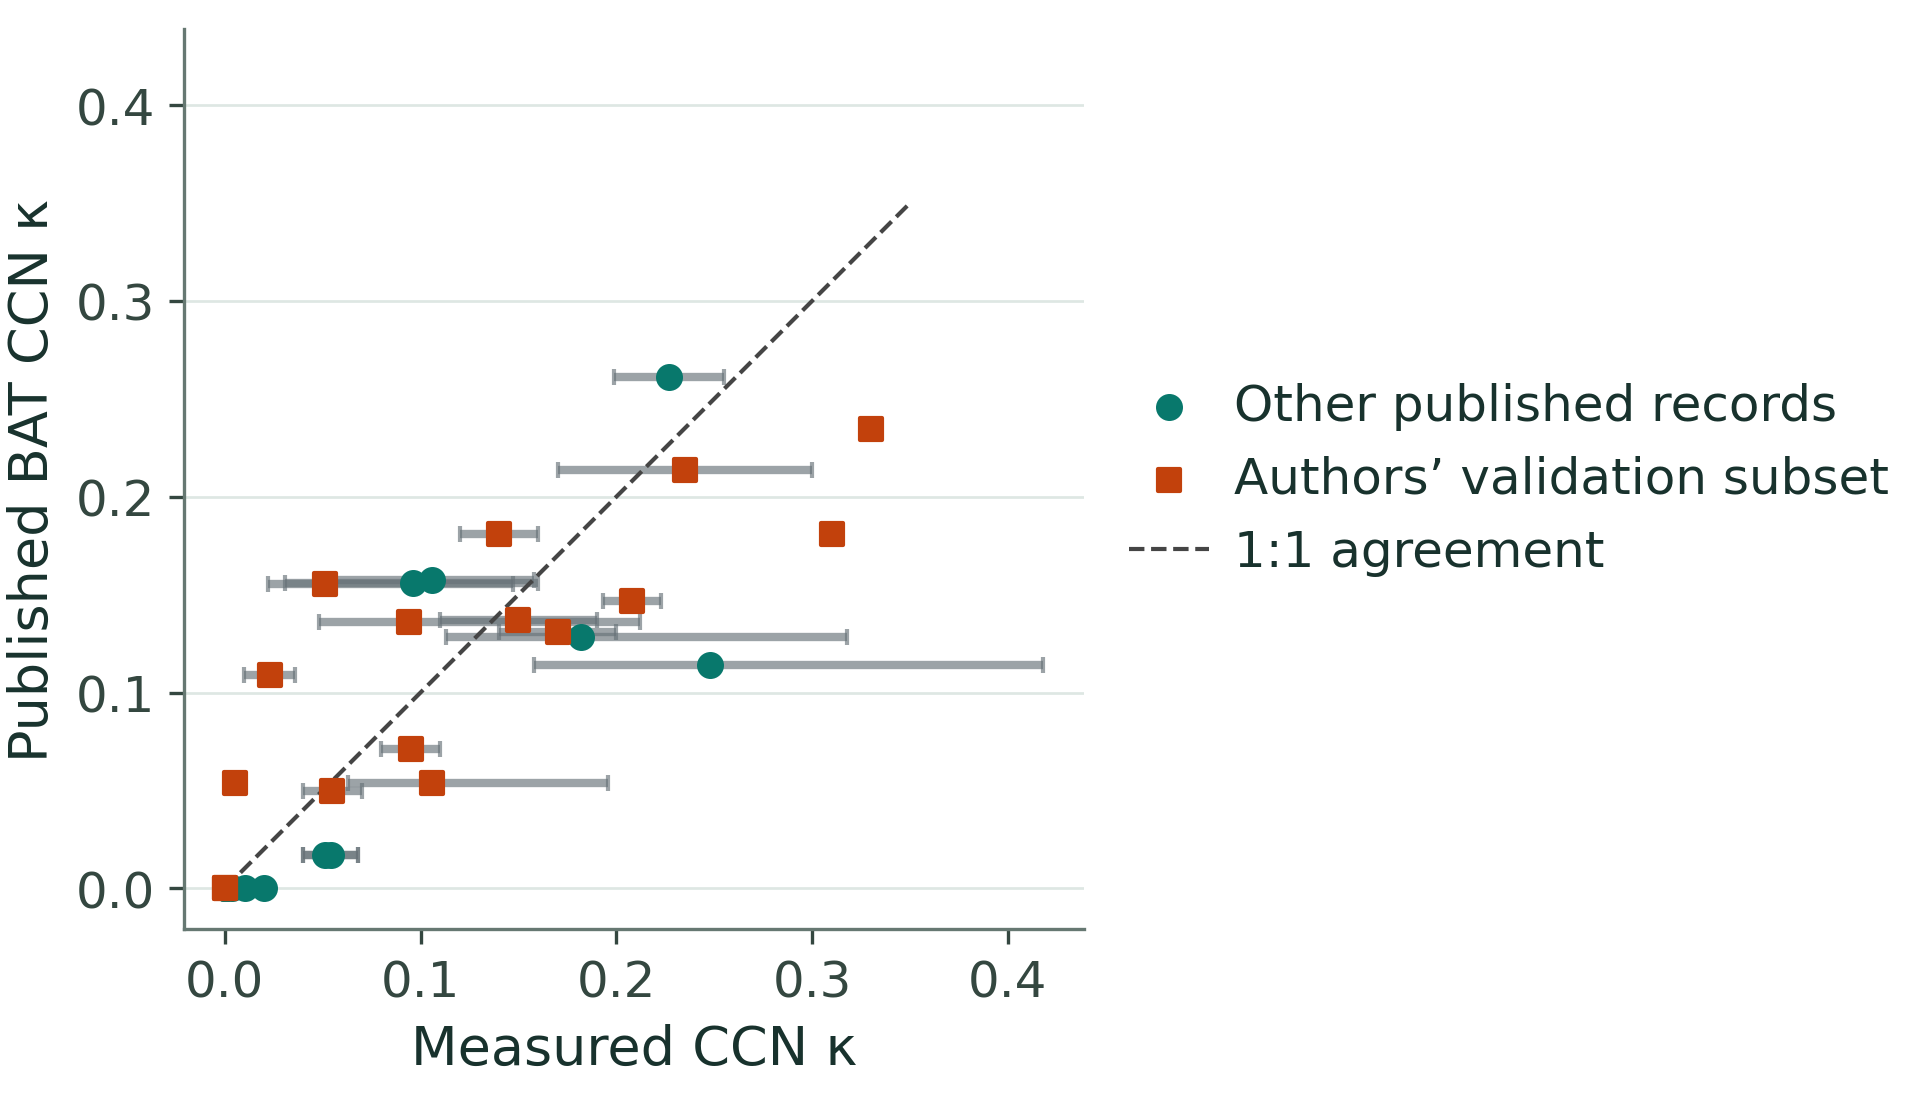 Published BAT CCN κ
0.4
0.3
0.2
0.1
0.0
0.0 0.1 0.2 0.3 0.4
Measured CCN κ
Other published records
Authors’ validation subset
1:1 agreement